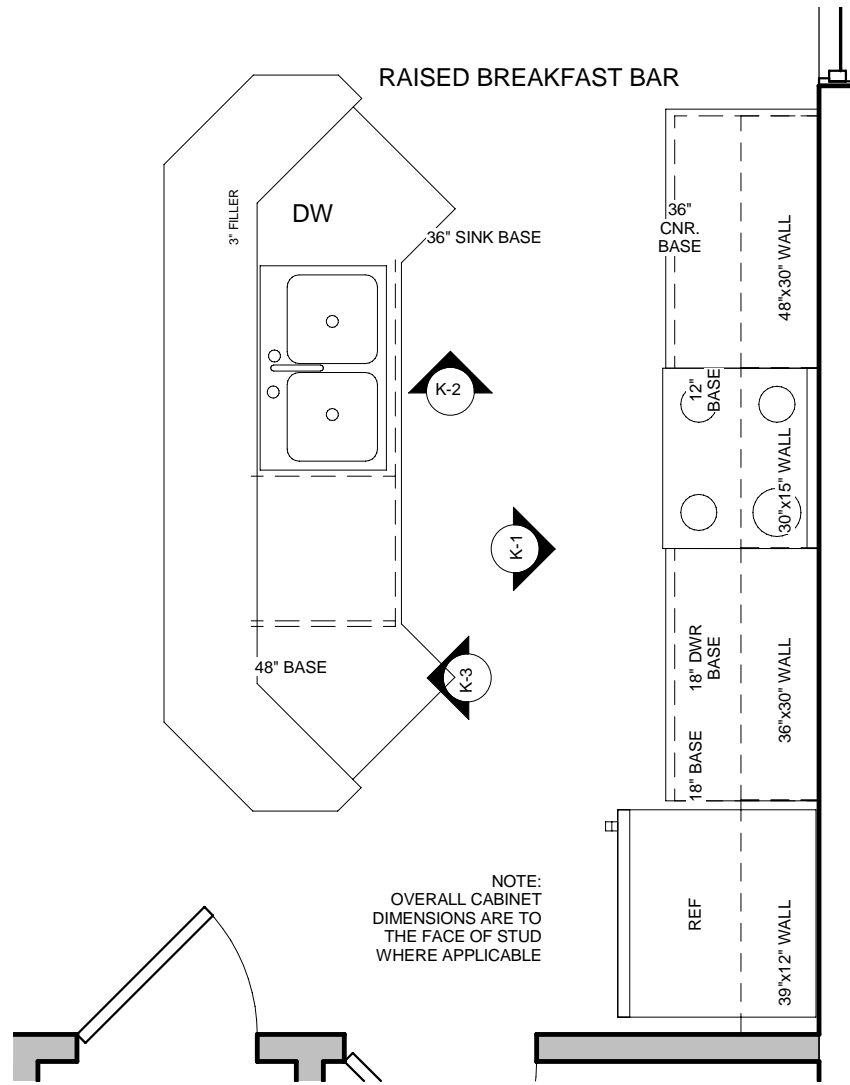 RAISED BREAKFAST BAR
3" FILLER
DW
36" SINK BASE
36"
CNR.
BASE
48"x30" WALL
K-2
12"
BASE
30"x15" WALL
K-1
48" BASE
K-3
18" DWR
BASE
36"x30" WALL
18" BASE
NOTE:
OVERALL CABINET
DIMENSIONS ARE TO
THE FACE OF STUD
WHERE APPLICABLE
REF
39"x12" WALL